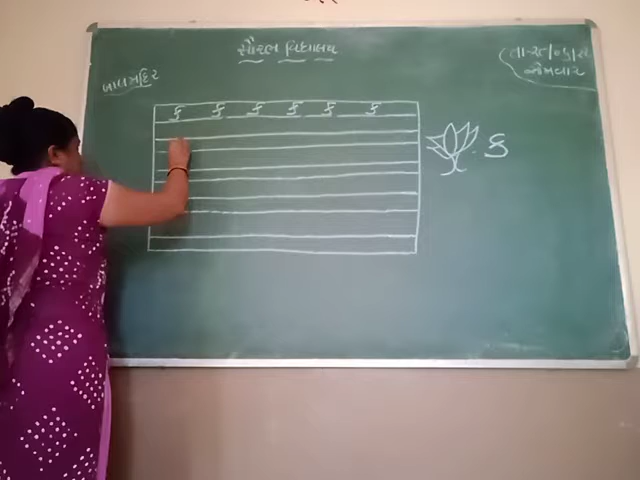 સૌરભ વિદ્યાલય
બાલમંદિર
સોમવાર
ક ક ક ક ક ક
ક